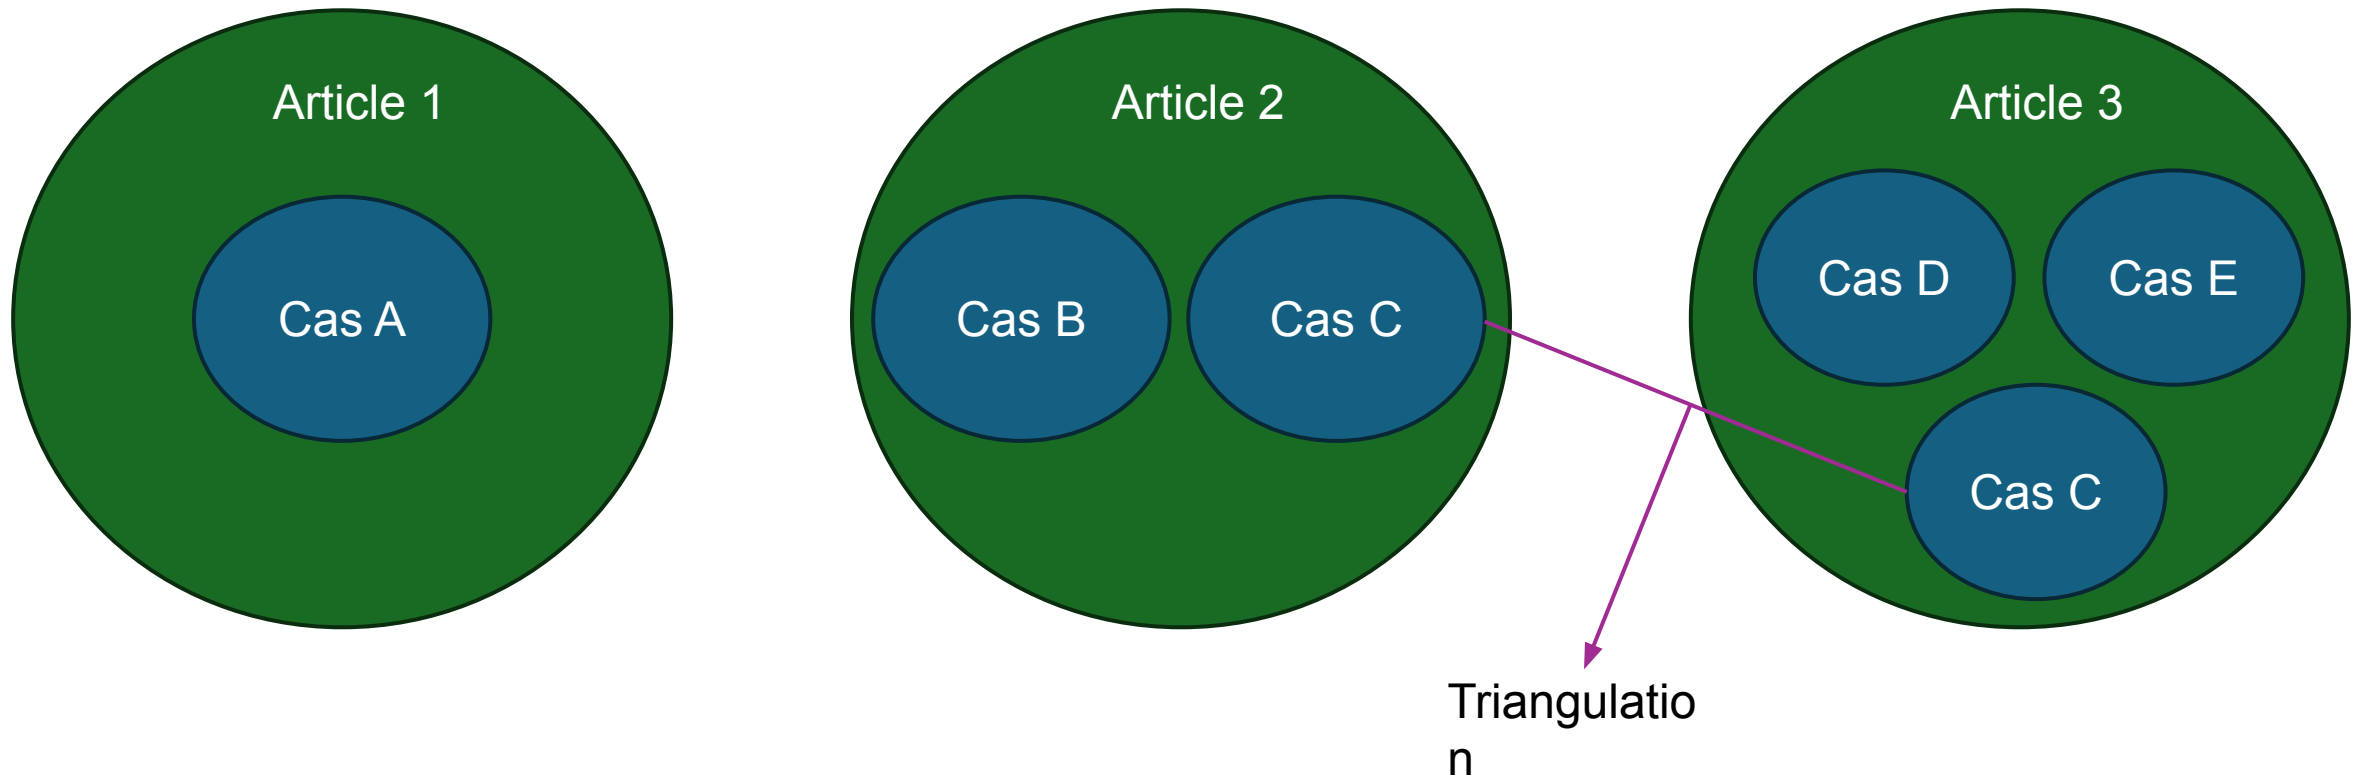 Article 1
Article 2
Article 3
Cas A
Cas B
Cas C
Cas D
Cas E
Cas C
Triangulatio
n